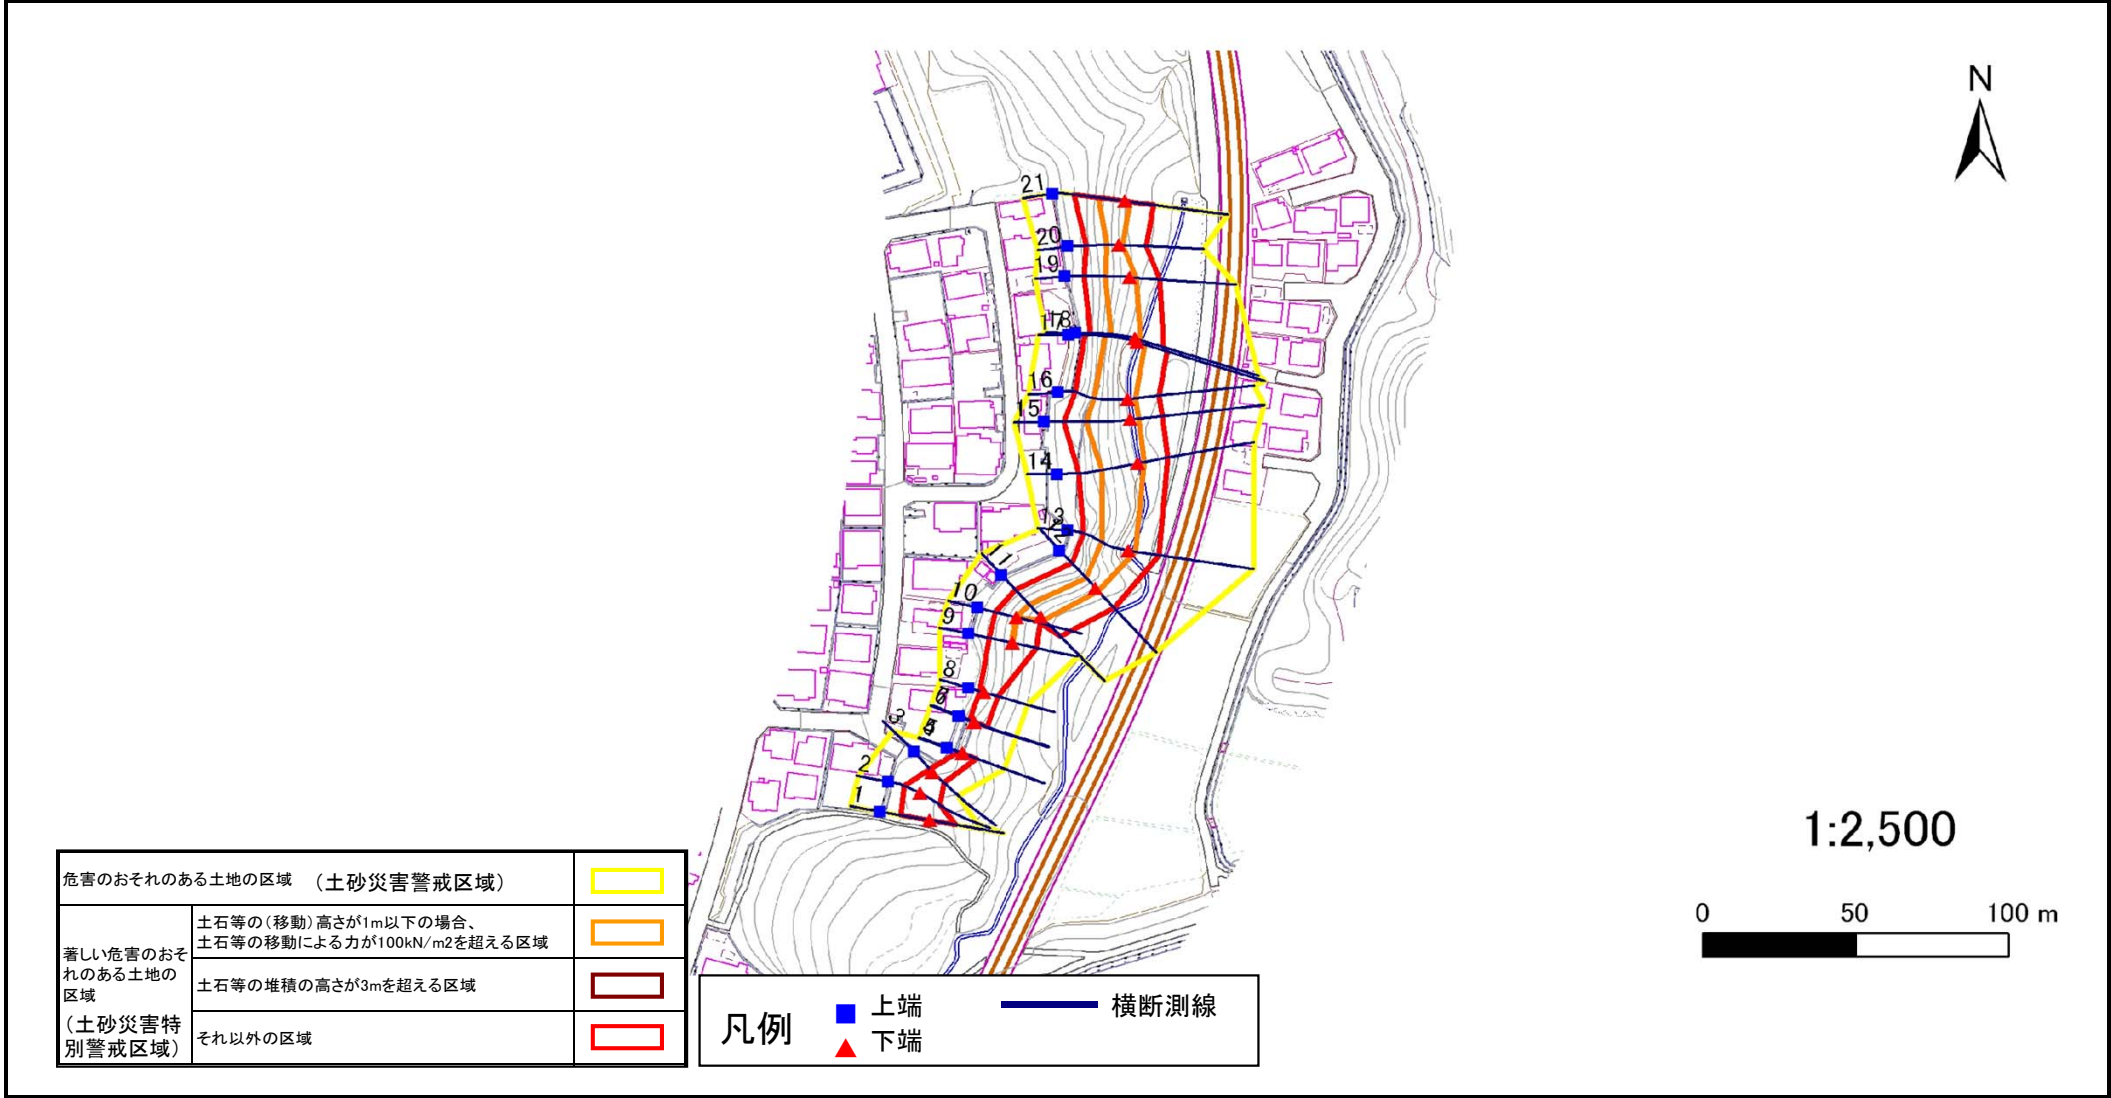 N
21
20
19
17
18
16
15
14
13
12
11
10
9
8
3
2
1
1:2,500
0 50 100 m
危害のおそれのある土地の区域 （土砂災害警戒区域）
著しい危害のおそ
れのある土地の
区域
（土砂災害特
別警戒区域）
土石等の（移動）高さが1m以下の場合、
土石等の移動による力が100kN/m2を超える区域
土石等の堆積の高さが3mを超える区域
それ以外の区域
凡例
上端
下端
横断測線